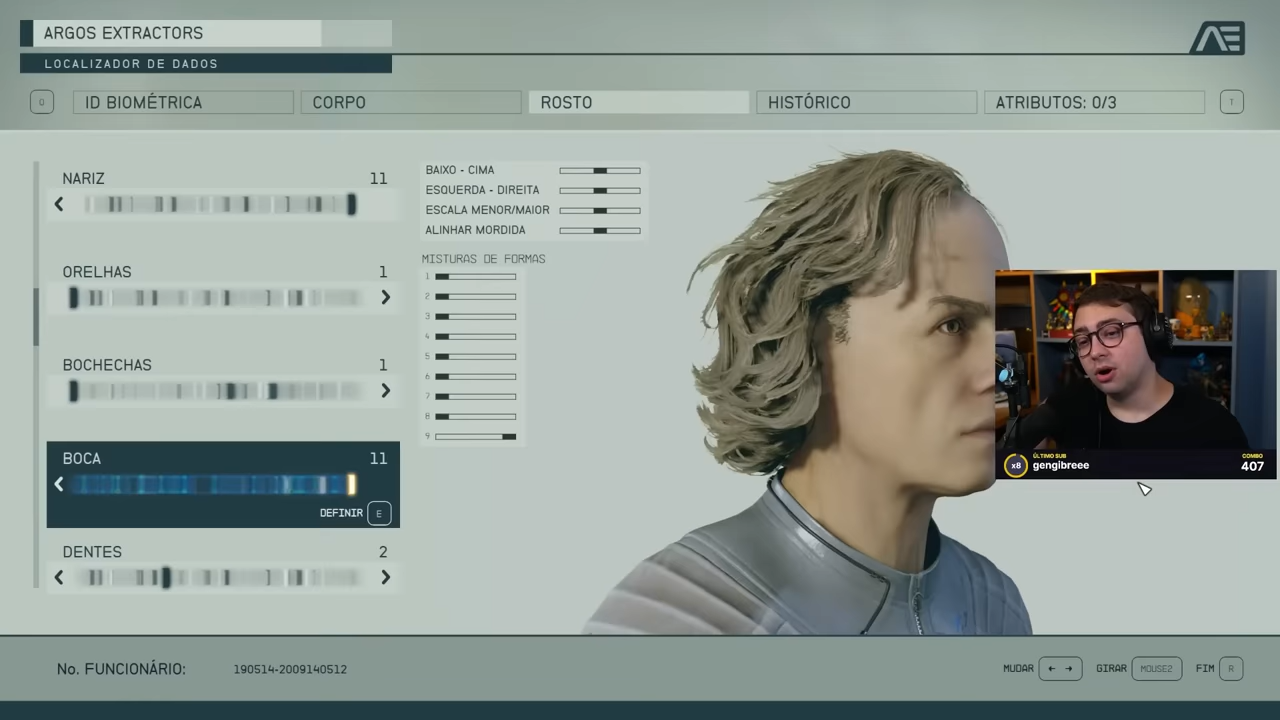 ARGOS EXTRACTORS
LOCALIZADOR DE DADOS
AE
Q
ID BIOMÉTRICA
CORPO
ROSTO
HISTÓRICO
ATRIBUTOS: 0/3
T
NARIZ 11
ORELHAS 1
BOCHECHAS 1
BOCA 11
DEFINIR E
DENTES 2
BAIXO - CIMA
ESQUERDA - DIREITA
ESCALA MENOR/MAIOR
ALINHAR MORDIDA
MISTURAS DE FORMAS
1
2
3
4
5
6
7
8
9
x8
ÚLTIMO SUB
gengibreee
COMBO
407
No. FUNCIONÁRIO: 190514-2009140512
MUDAR
GIRAR MOUSE2
FIM R